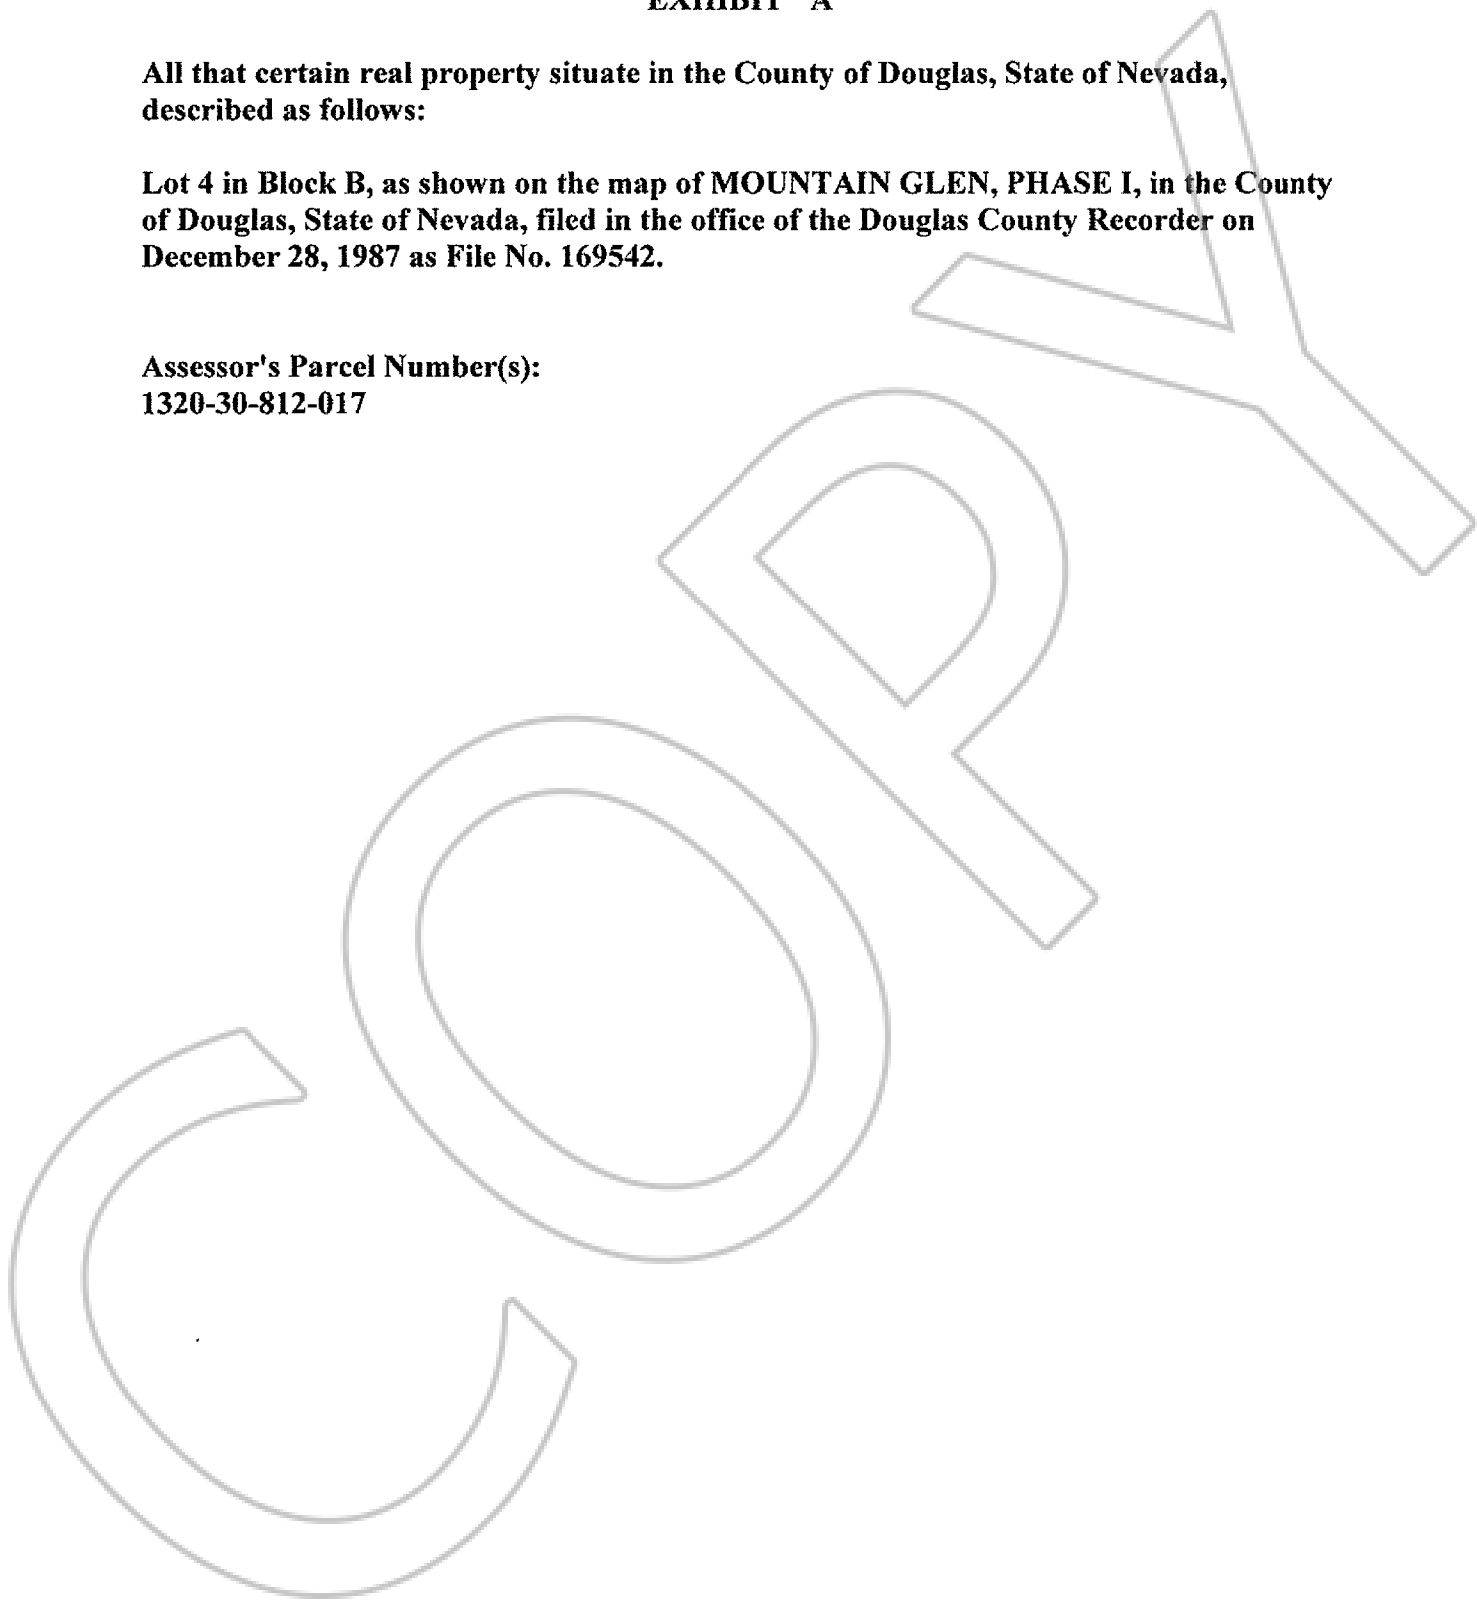 EXHIBIT A
All that certain real property situate in the County of Douglas, State of Nevada,
described as follows:
Lot 4 in Block B, as shown on the map of MOUNTAIN GLEN, PHASE I, in the County
of Douglas, State of Nevada, filed in the office of the Douglas County Recorder on
December 28, 1987 as File No. 169542.
Assessor's Parcel Number(s):
1320-30-812-017
COPY